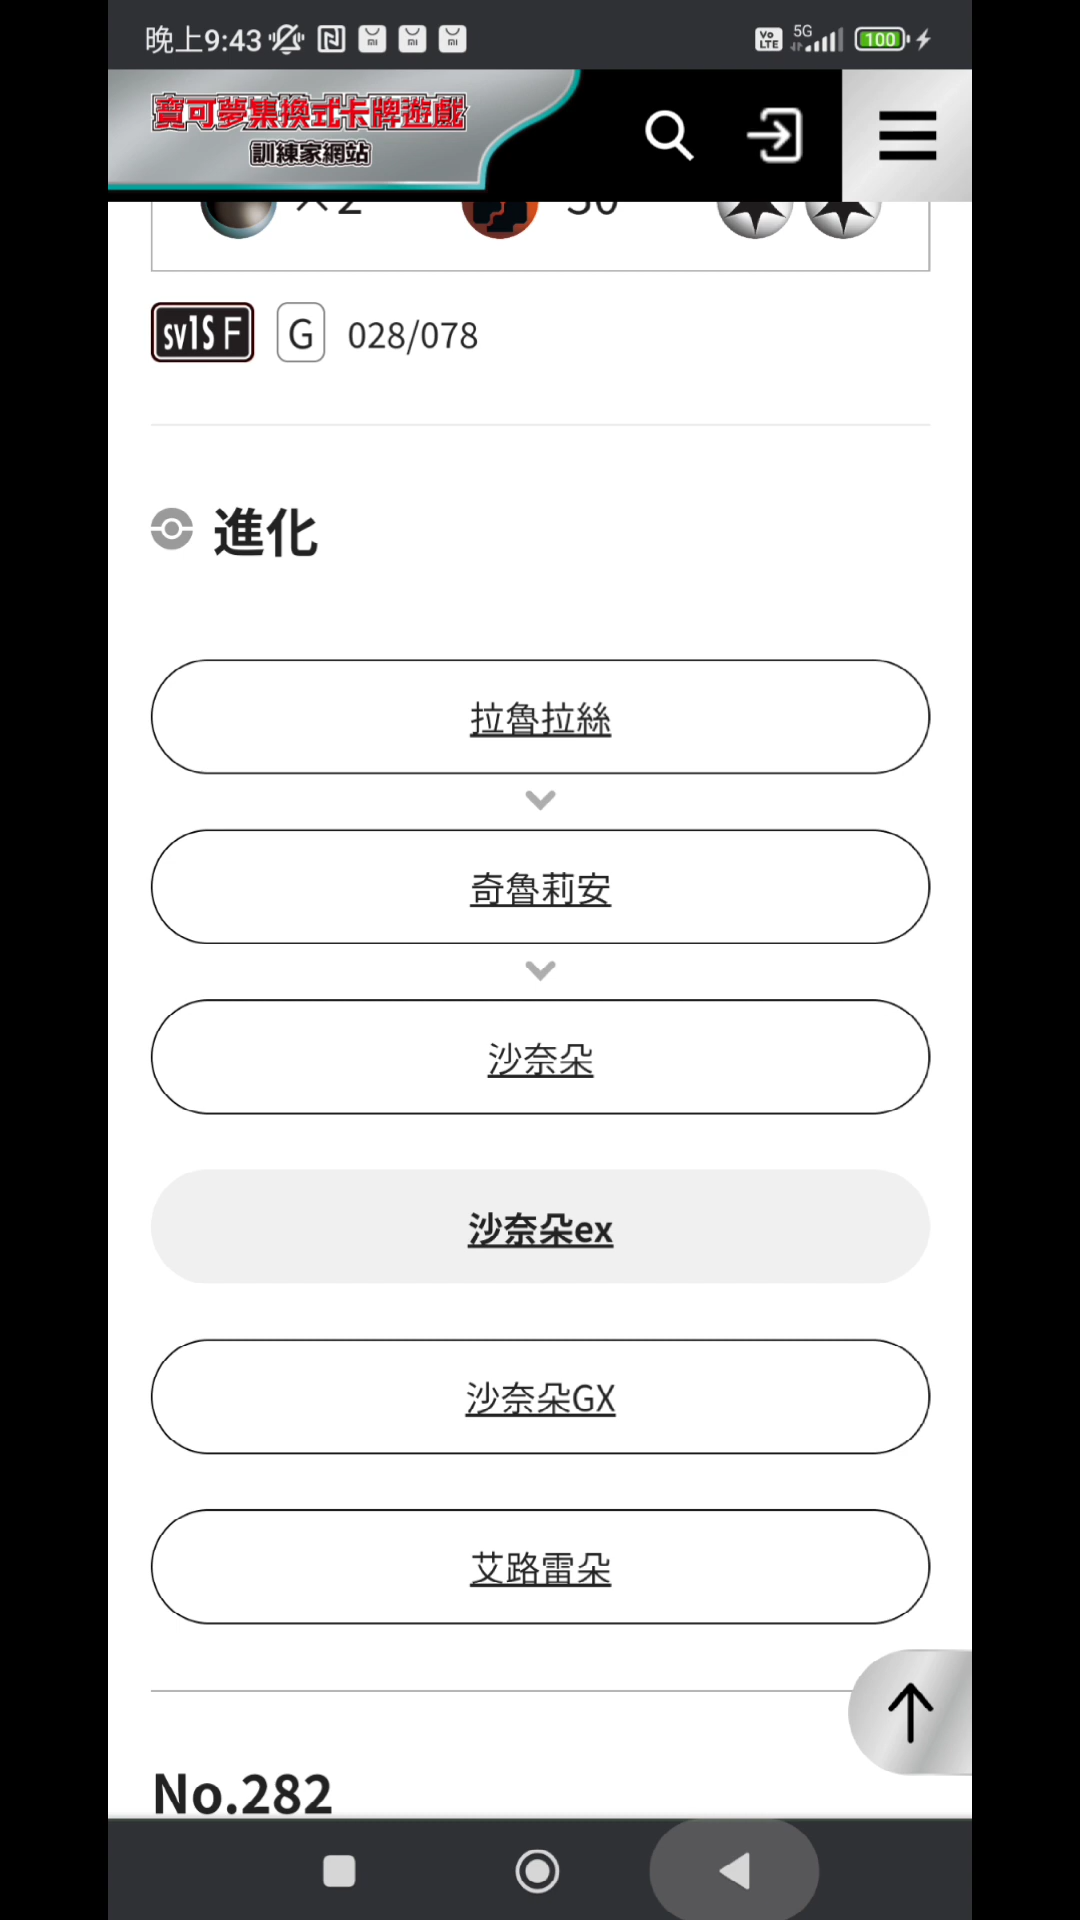 晚上9:43
Vo LTE 5G 100
寶可夢集換式卡牌遊戲
訓練家網站
sv1S F G 028/078
進化
拉魯拉絲
奇魯莉安
沙奈朵
沙奈朵ex
沙奈朵GX
艾路雷朵
No.282